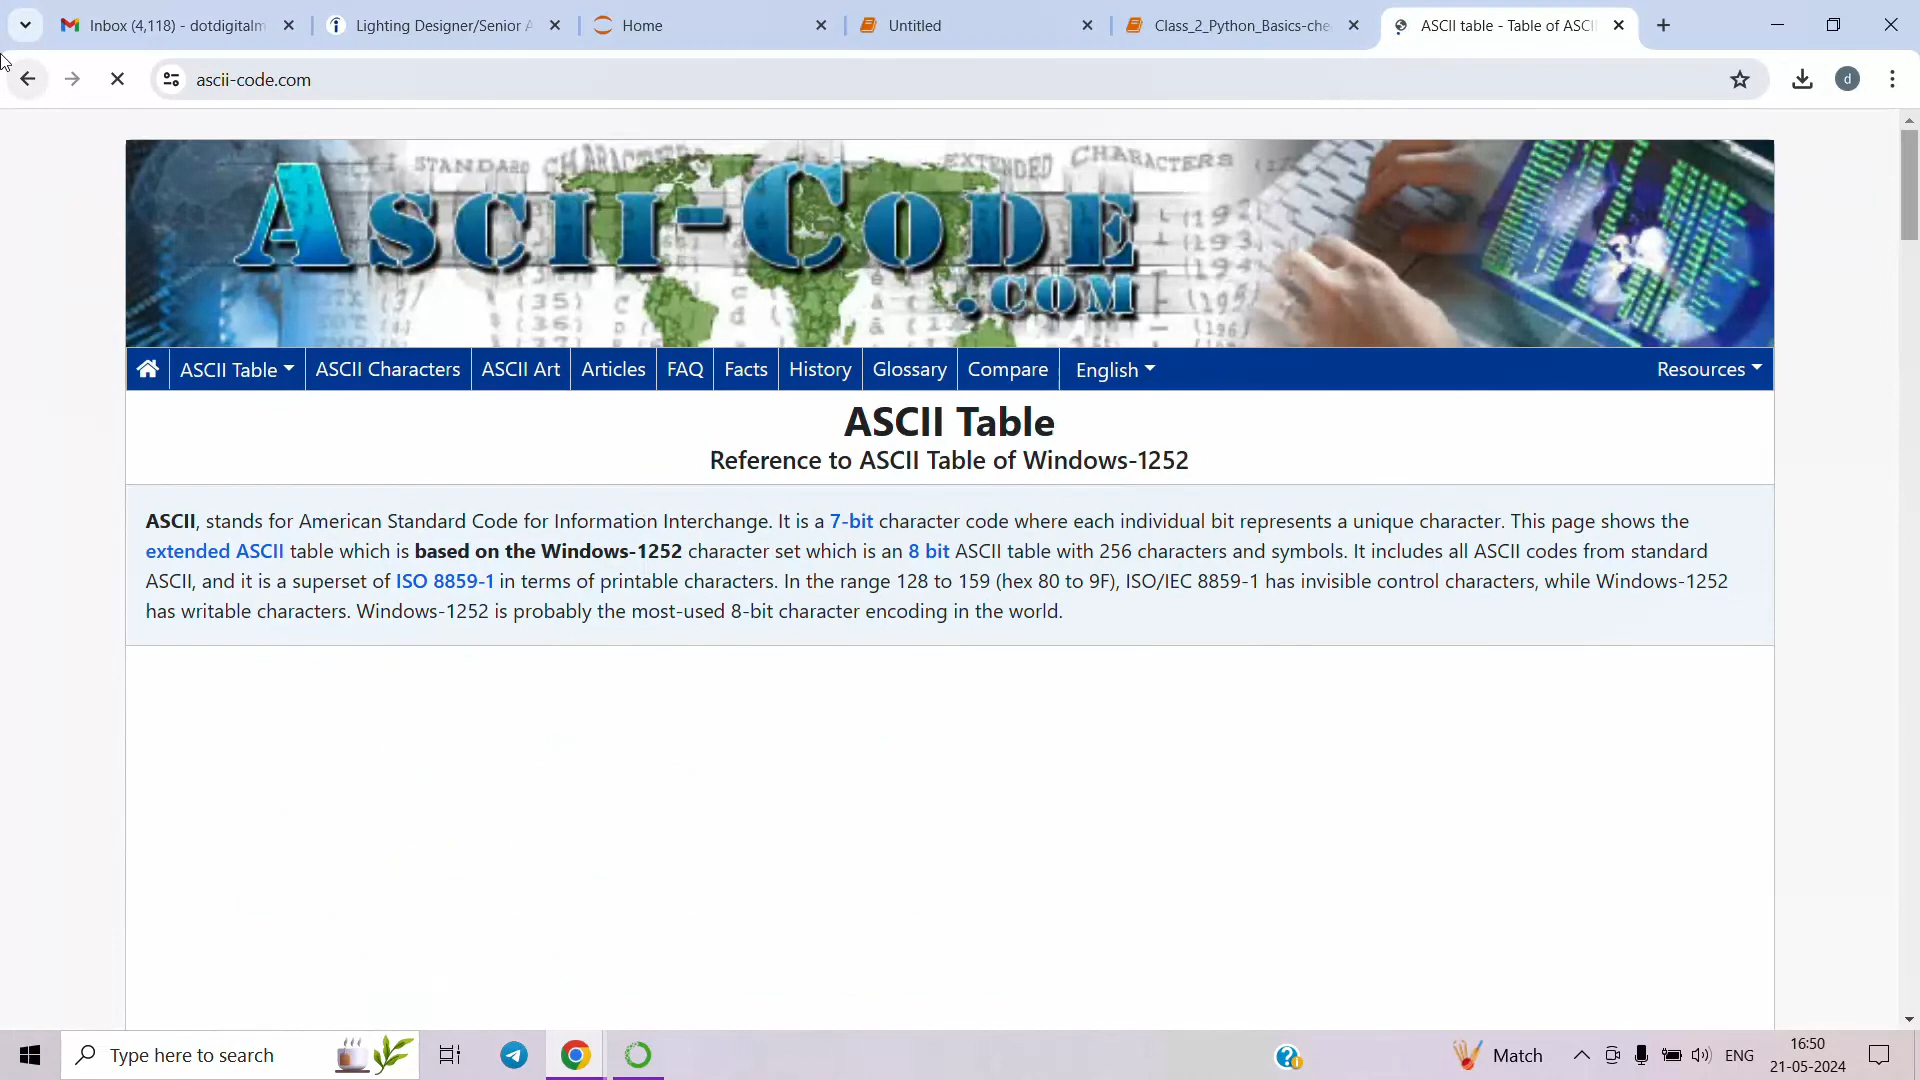 Inbox (4,118) - dotdigitalm
Lighting Designer/Senior A
Home
Untitled
Class_2_Python_Basics-che
ASCII table - Table of ASCI
ascii-code.com
d
STANDARD CHARACTERS
EXTENDED CHARACTERS
ASCII-CODE
.COM
ASCII Table
ASCII Characters
ASCII Art
Articles
FAQ
Facts
History
Glossary
Compare
English
Resources
ASCII Table
Reference to ASCII Table of Windows-1252
ASCII, stands for American Standard Code for Information Interchange. It is a 7-bit character code where each individual bit represents a unique character. This page shows the
extended ASCII table which is based on the Windows-1252 character set which is an 8 bit ASCII table with 256 characters and symbols. It includes all ASCII codes from standard
ASCII, and it is a superset of ISO 8859-1 in terms of printable characters. In the range 128 to 159 (hex 80 to 9F), ISO/IEC 8859-1 has invisible control characters, while Windows-1252
has writable characters. Windows-1252 is probably the most-used 8-bit character encoding in the world.
Type here to search
Match
ENG
16:50
21-05-2024